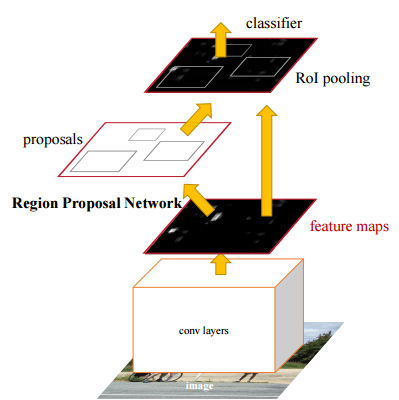 classifier
RoI pooling
proposals
Region Proposal Network
feature maps
conv layers
image